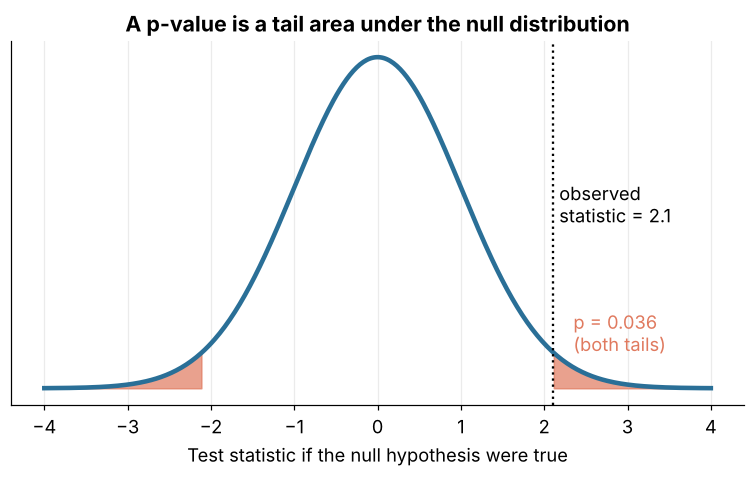 A p-value is a tail area under the null distribution
observed
statistic = 2.1
p = 0.036
(both tails)
−4 −3 −2 −1 0 1 2 3 4
Test statistic if the null hypothesis were true